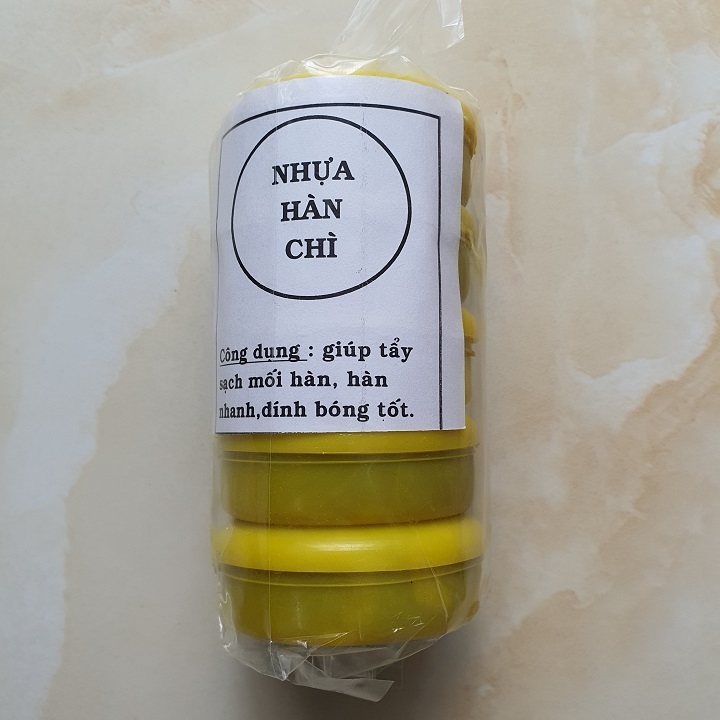 NHỰA
HÀN
CHÌ
Công dụng : giúp tẩy
sạch mối hàn, hàn
nhanh,dính bóng tốt.